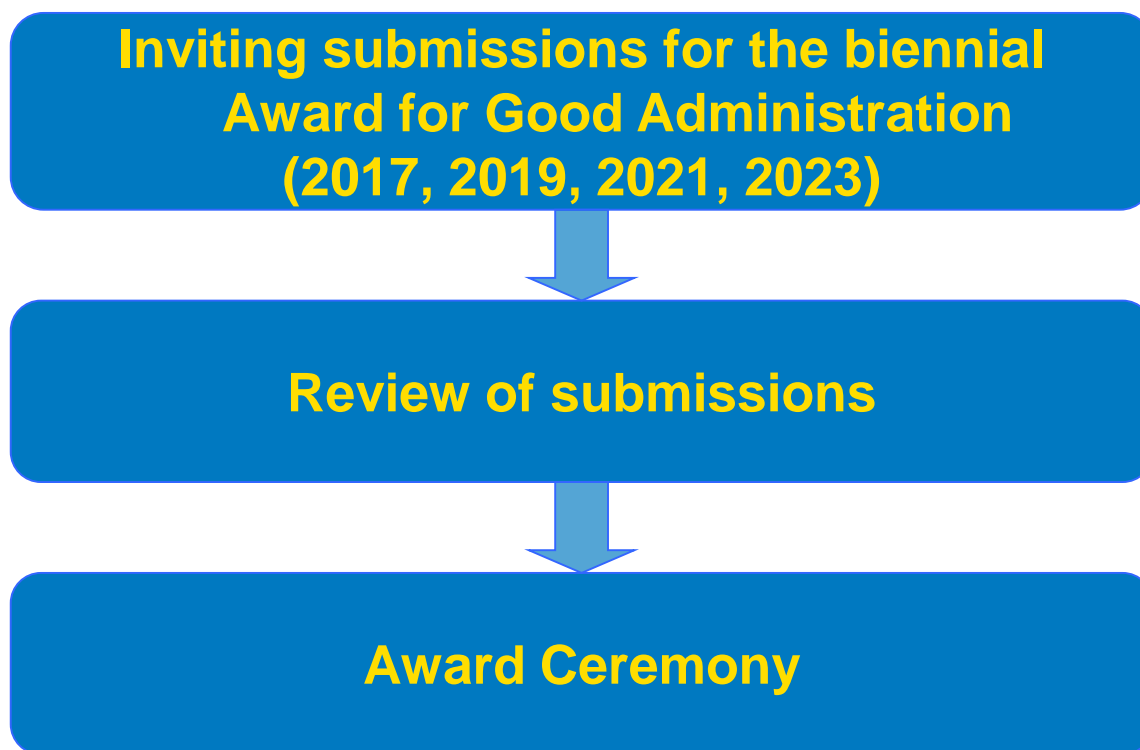 Inviting submissions for the biennial
Award for Good Administration
(2017, 2019, 2021, 2023)
Review of submissions
Award Ceremony